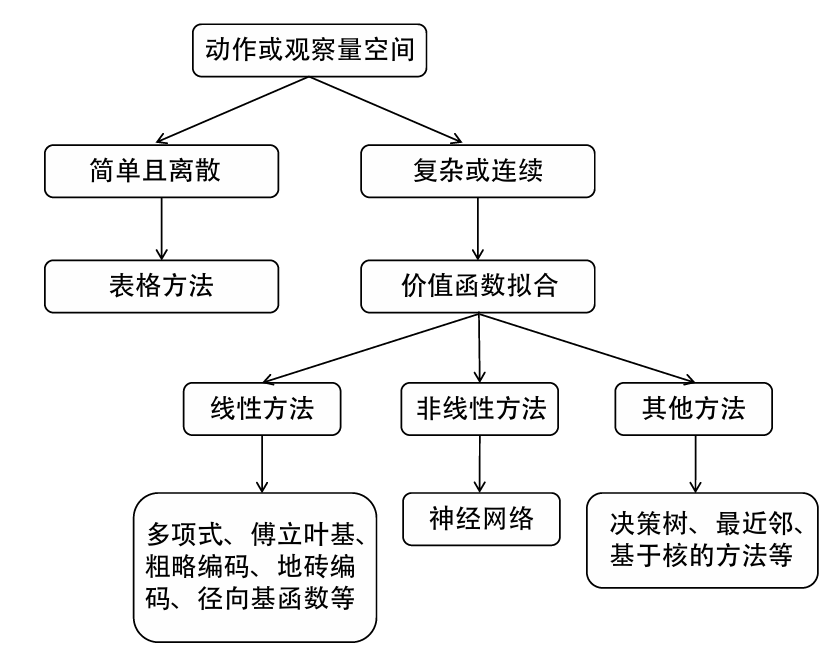 动作或观察量空间
简单且离散
复杂或连续
表格方法
价值函数拟合
线性方法
非线性方法
其他方法
多项式、傅立叶基、
粗略编码、地砖编
码、径向基函数等
神经网络
决策树、最近邻、
基于核的方法等